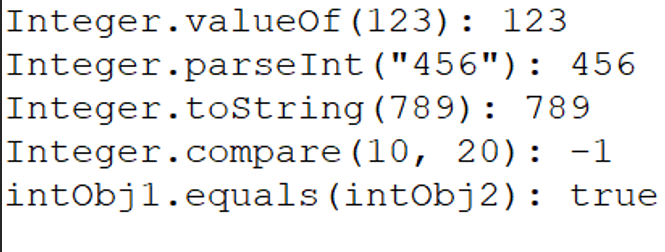 Integer.valueOf(123): 123
Integer.parseInt("456"): 456
Integer.toString(789): 789
Integer.compare(10, 20): -1
intObj1.equals(intObj2): true